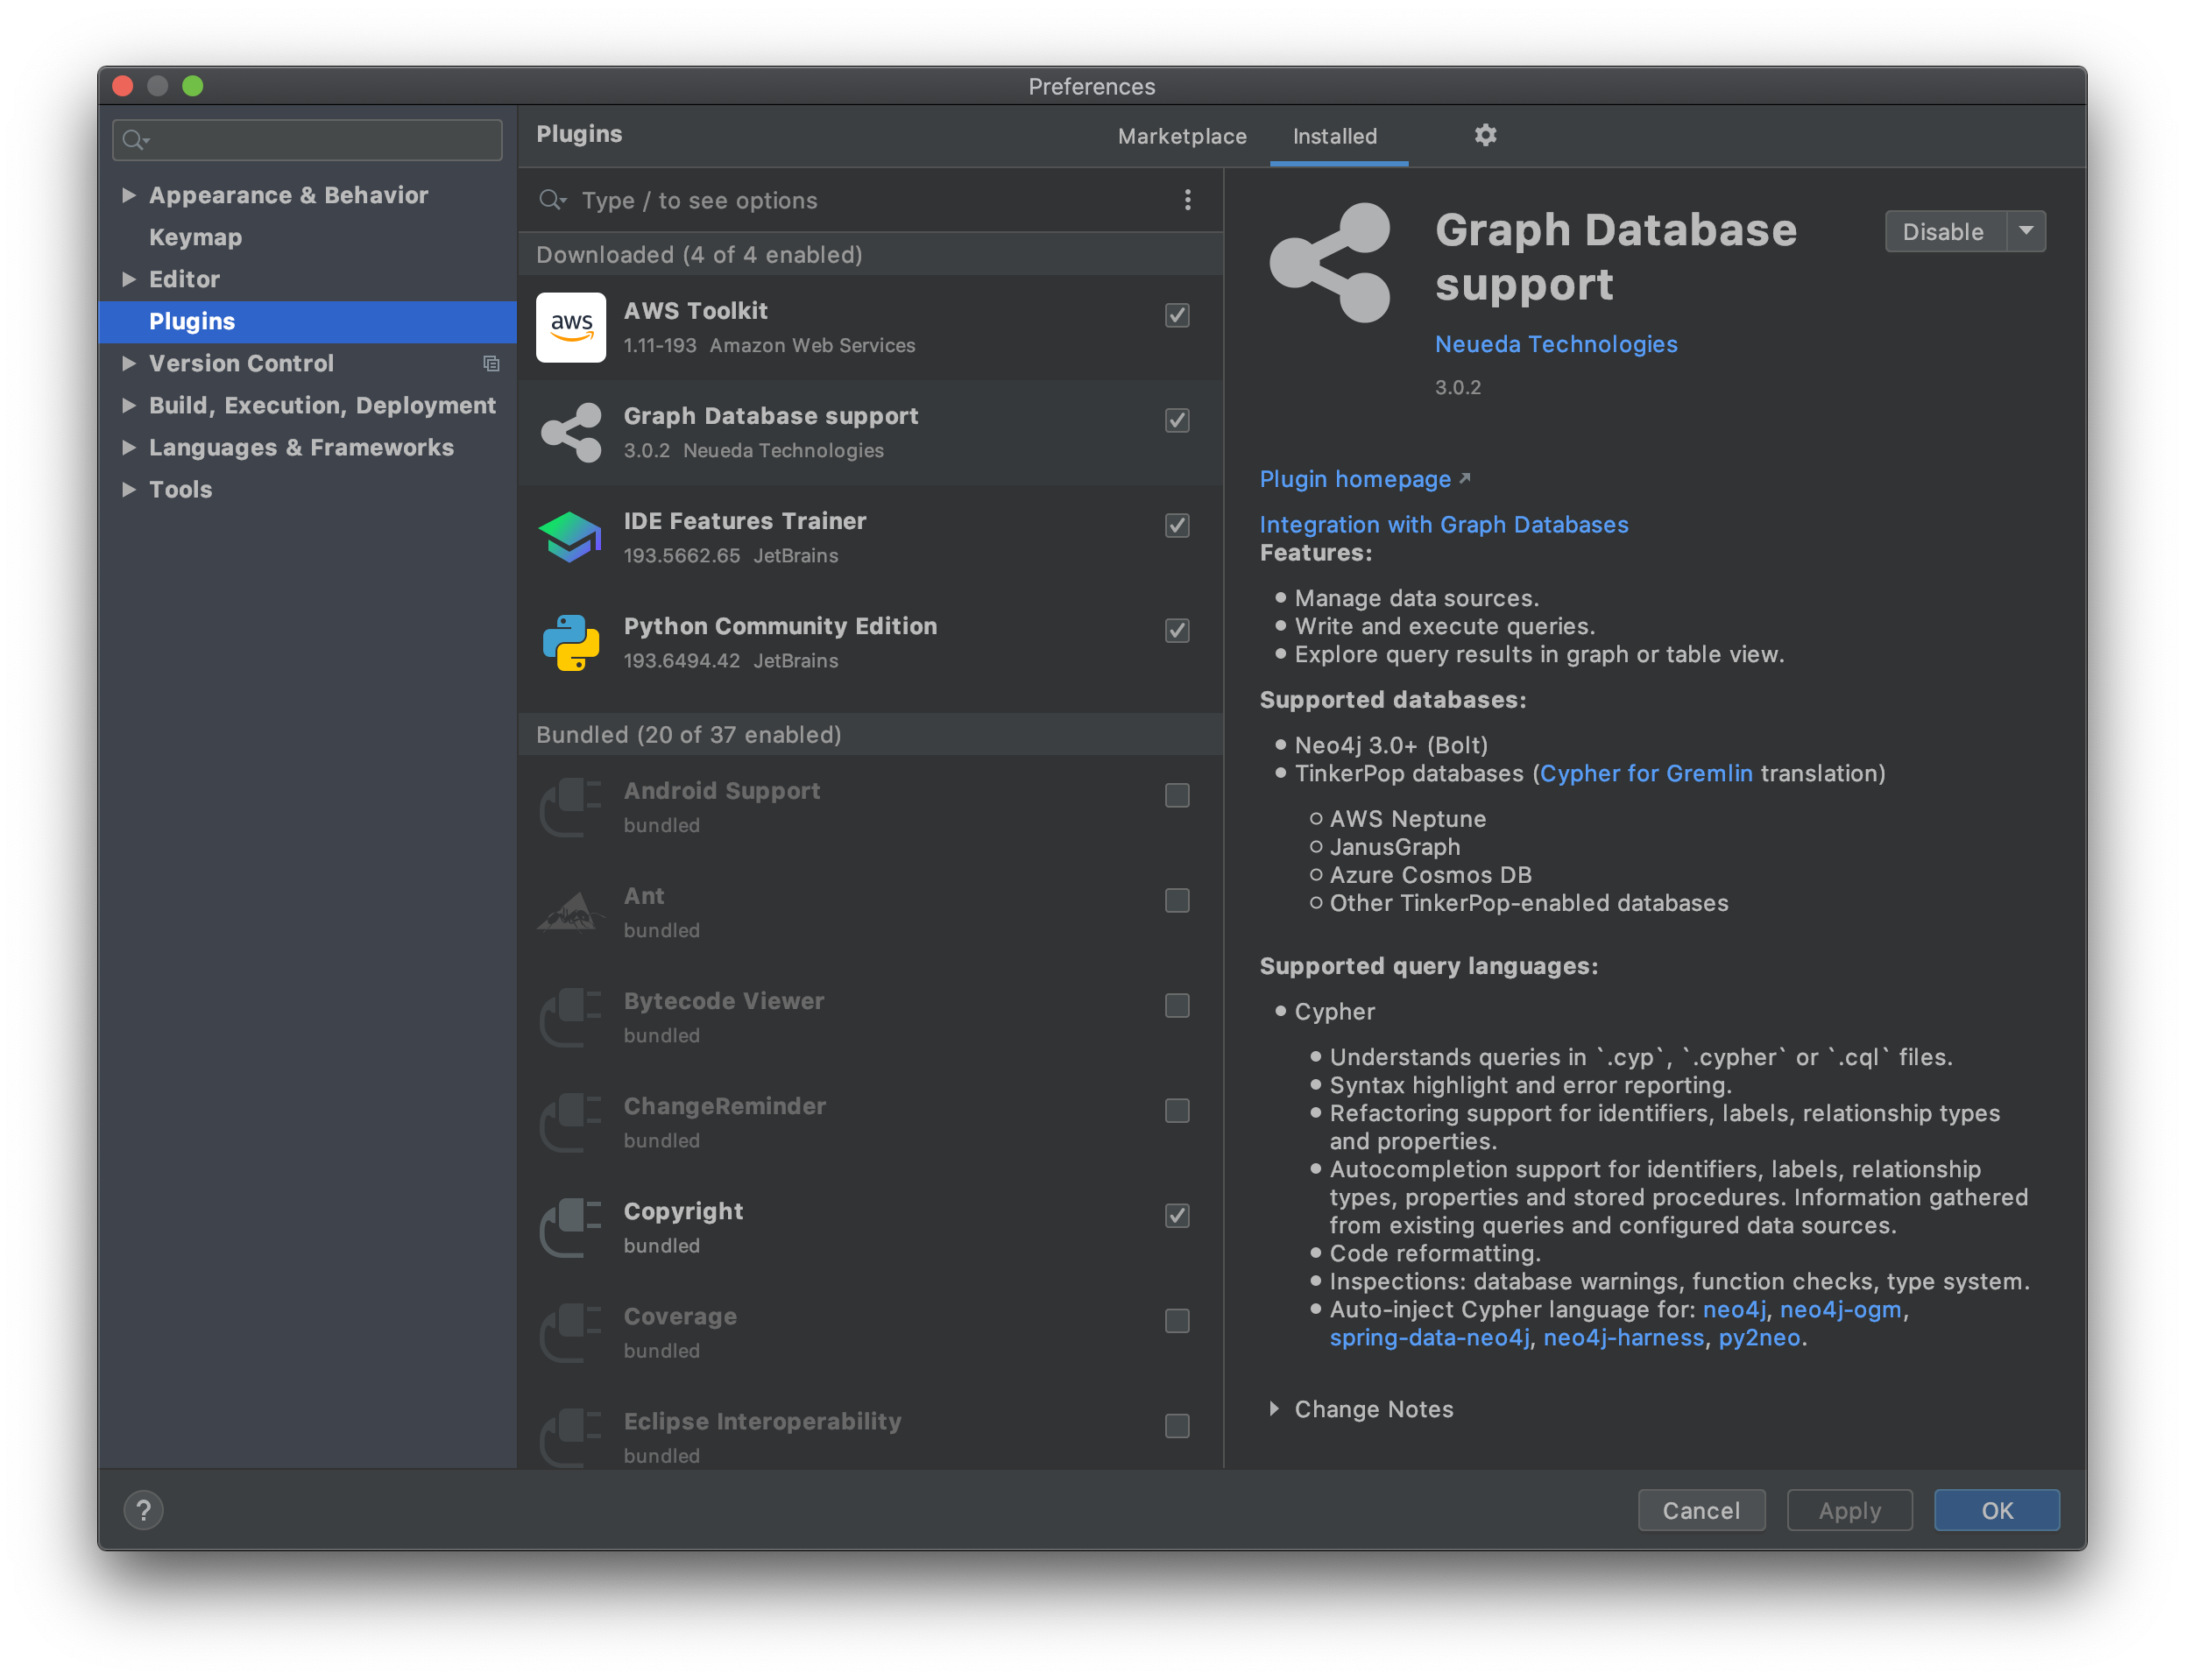 Preferences
Appearance & Behavior
Keymap
Editor
Plugins
Version Control
Build, Execution, Deployment
Languages & Frameworks
Tools
Plugins
Marketplace
Installed
Type / to see options
Downloaded (4 of 4 enabled)
aws
AWS Toolkit
1.11-193 Amazon Web Services
Graph Database support
3.0.2 Neueda Technologies
IDE Features Trainer
193.5662.65 JetBrains
Python Community Edition
193.6494.42 JetBrains
Bundled (20 of 37 enabled)
Android Support
bundled
Ant
bundled
Bytecode Viewer
bundled
ChangeReminder
bundled
Copyright
bundled
Coverage
bundled
Eclipse Interoperability
bundled
Graph Database
support
Disable
Neueda Technologies
3.0.2
Plugin homepage
Integration with Graph Databases
Features:
Manage data sources.
Write and execute queries.
Explore query results in graph or table view.
Supported databases:
Neo4j 3.0+ (Bolt)
TinkerPop databases (Cypher for Gremlin translation)
AWS Neptune
JanusGraph
Azure Cosmos DB
Other TinkerPop-enabled databases
Supported query languages:
Cypher
Understands queries in `.cyp`, `.cypher` or `.cql` files.
Syntax highlight and error reporting.
Refactoring support for identifiers, labels, relationship types
and properties.
Autocompletion support for identifiers, labels, relationship
types, properties and stored procedures. Information gathered
from existing queries and configured data sources.
Code reformatting.
Inspections: database warnings, function checks, type system.
Auto-inject Cypher language for: neo4j, neo4j-ogm,
spring-data-neo4j, neo4j-harness, py2neo.
Change Notes
?
Cancel
Apply
OK